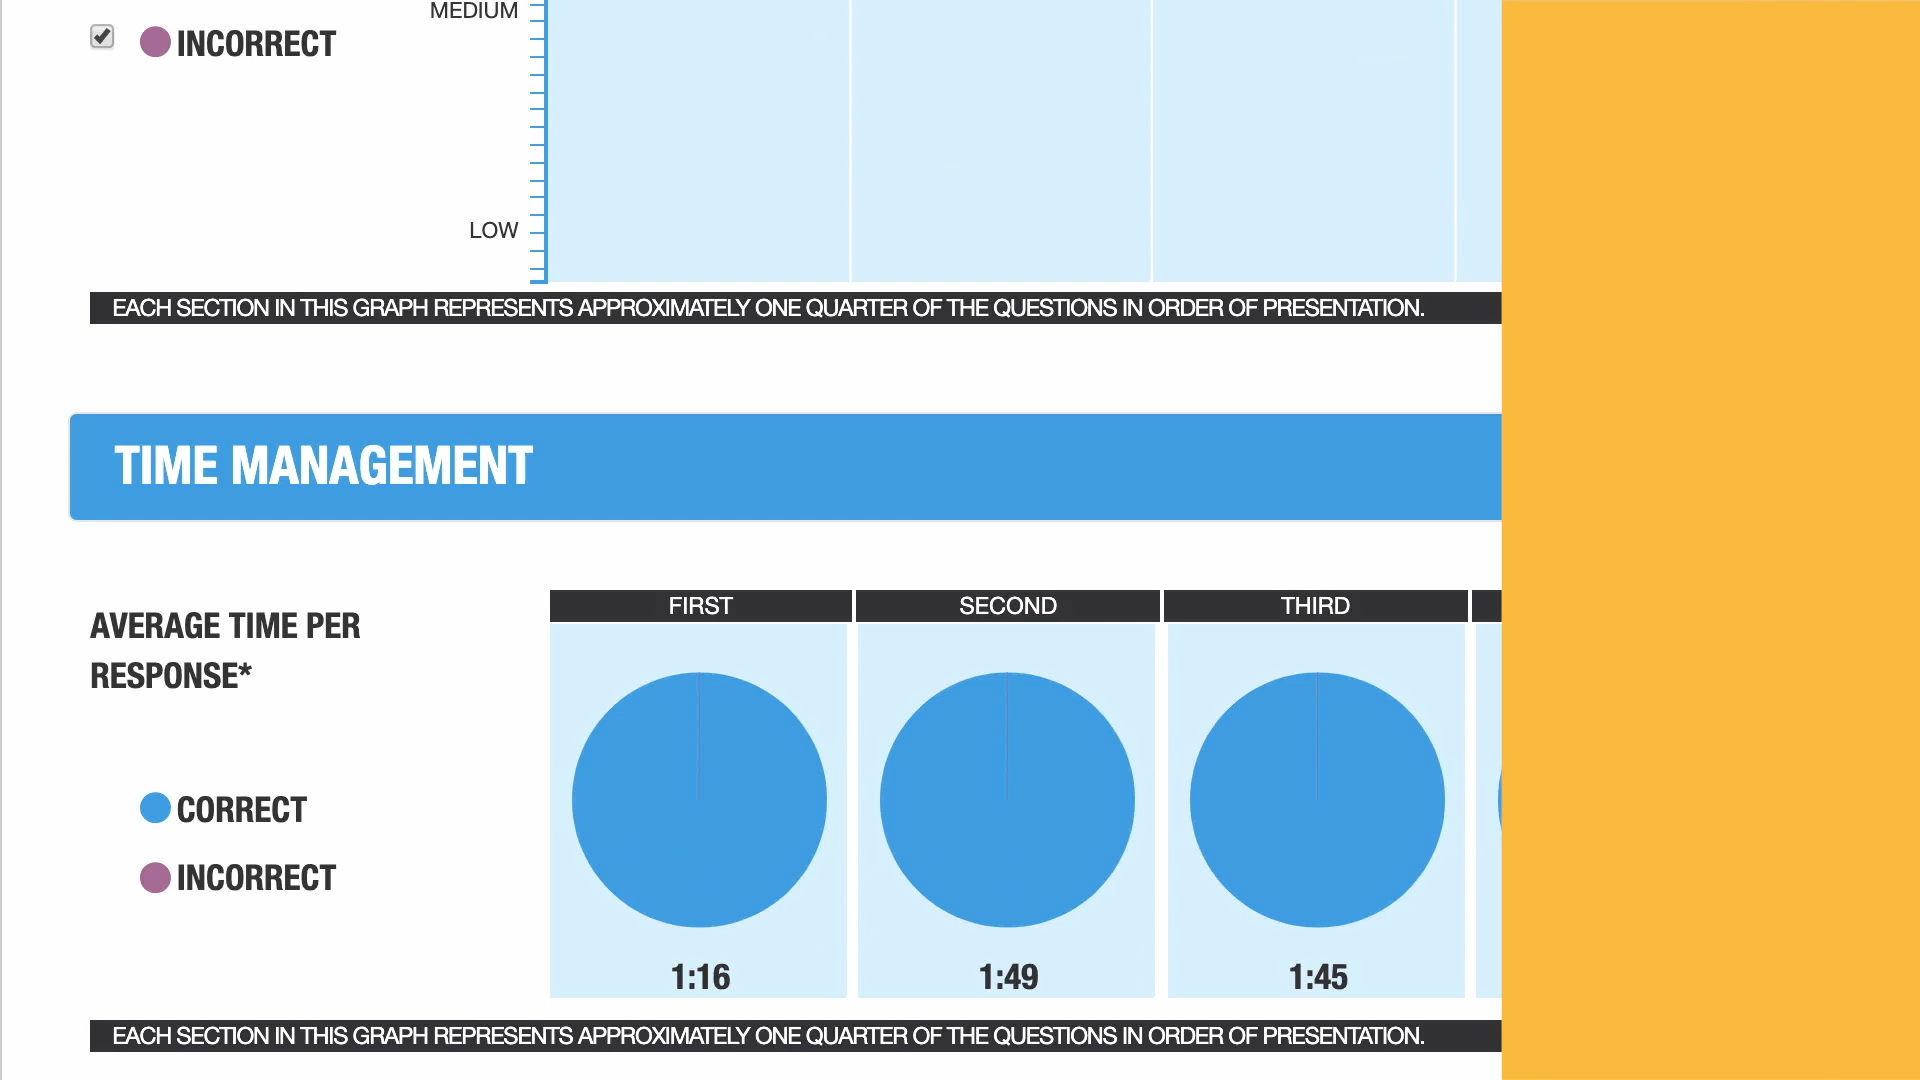 MEDIUM
INCORRECT
LOW
EACH SECTION IN THIS GRAPH REPRESENTS APPROXIMATELY ONE QUARTER OF THE QUESTIONS IN ORDER OF PRESENTATION.
TIME MANAGEMENT
FIRST SECOND THIRD
AVERAGE TIME PER
RESPONSE*
CORRECT
INCORRECT
1:16 1:49 1:45
EACH SECTION IN THIS GRAPH REPRESENTS APPROXIMATELY ONE QUARTER OF THE QUESTIONS IN ORDER OF PRESENTATION.